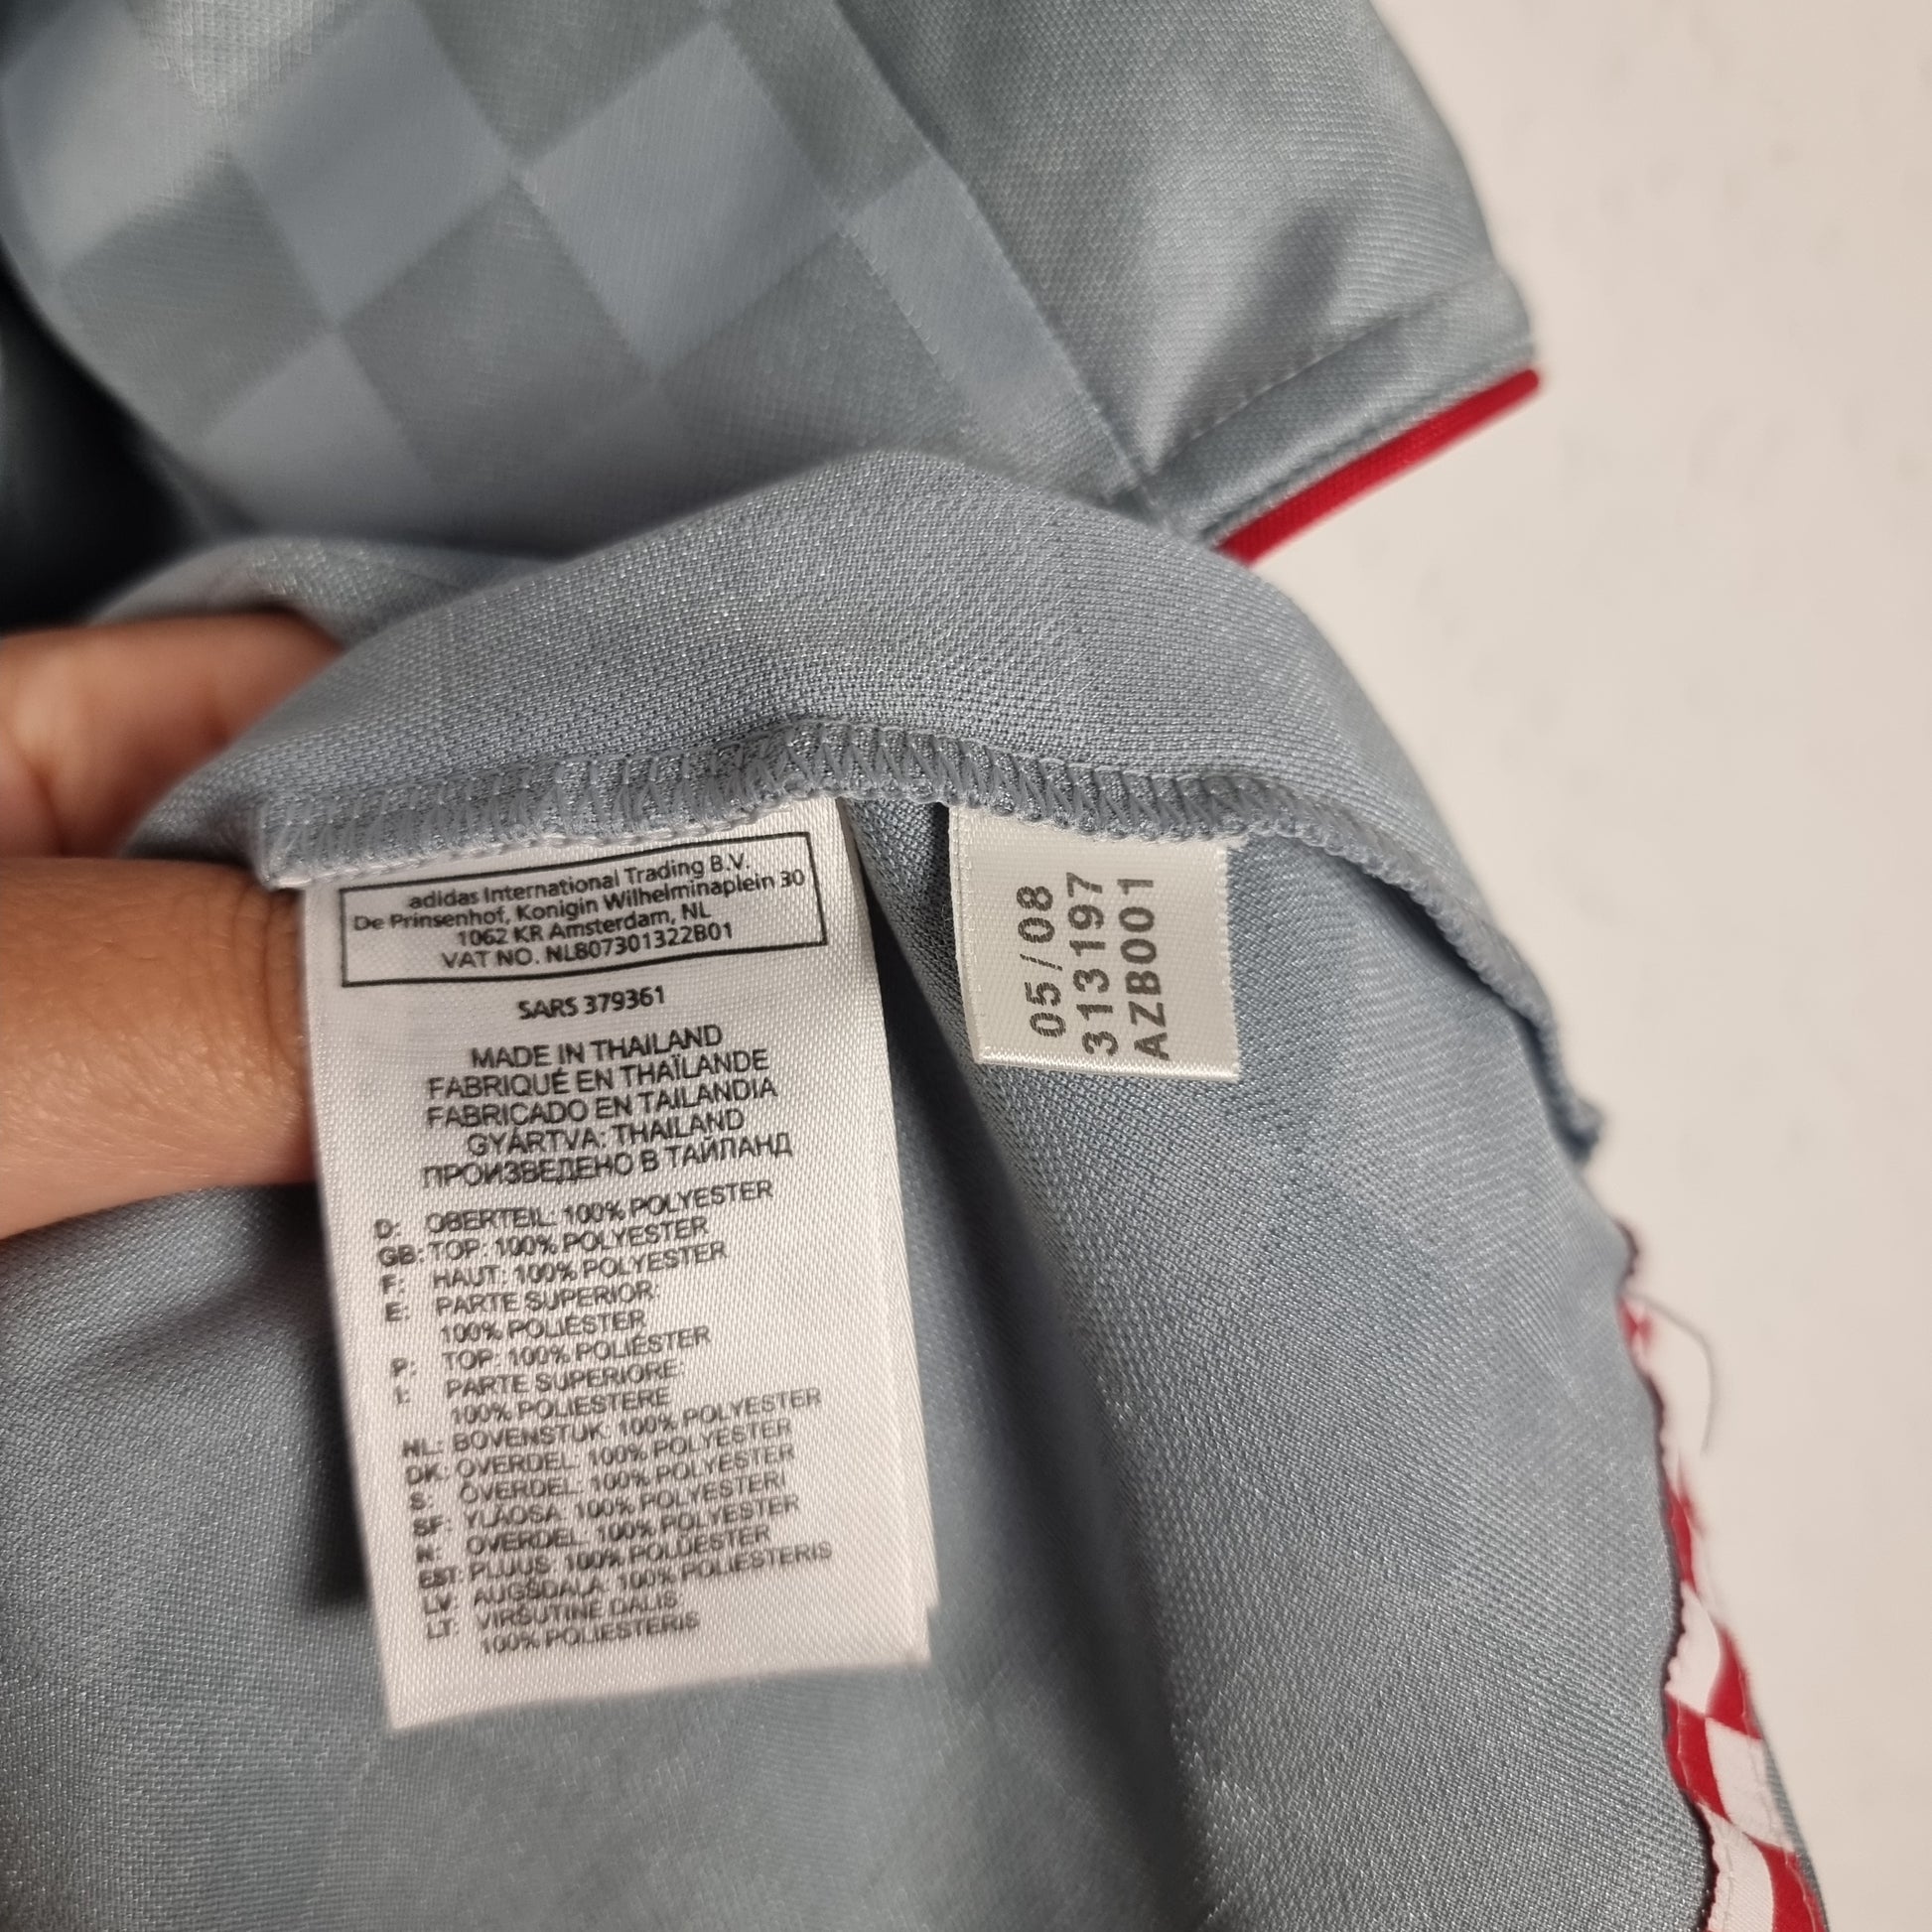 adidas International Trading B.V.
De Prinsenhof, Konigin Wilhelminaplein 30
1062 KR Amsterdam, NL
VAT NO. NL807301322B01
SARS 379361
MADE IN THAILAND
FABRIQUÉ EN THAÏLANDE
FABRICADO EN TAILANDIA
GYÁRTVA: THAILAND
ПРОИЗВЕДЕНО В ТАЙЛАНД
D: OBERTEIL: 100% POLYESTER
GB: TOP: 100% POLYESTER
F: HAUT: 100% POLYESTER
E: PARTE SUPERIOR:
100% POLIÉSTER
P: TOP: 100% POLIÉSTER
I: PARTE SUPERIORE:
100% POLIESTERE
NL: BOVENSTUK: 100% POLYESTER
DK: OVERDEL: 100% POLYESTER
S: ÖVERDEL: 100% POLYESTER
SF: YLÄOSA: 100% POLYESTERI
N: OVERDEL: 100% POLYESTER
EST: PLUUS: 100% POLÜESTER
LV: AUGŠDAĻA: 100% POLIESTERIS
LT: VIRŠUTINĖ DALIS
100% POLIESTERIS
05/08
313197
AZB001